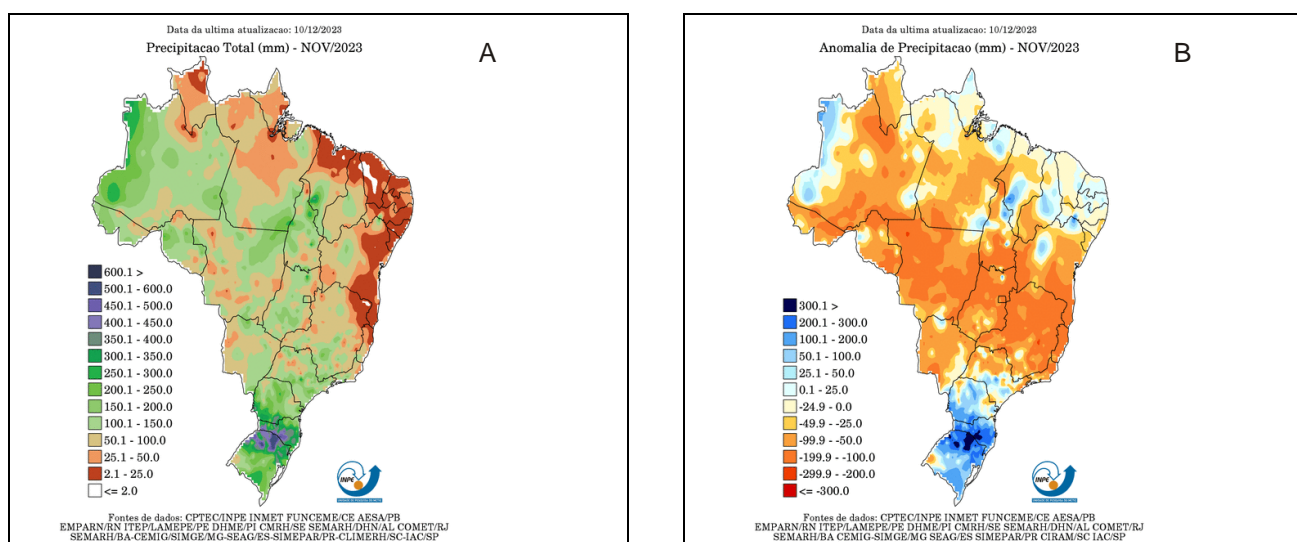 Data da ultima atualizacao: 10/12/2023
Precipitacao Total (mm) - NOV/2023
A
600.1 >
500.1 - 600.0
450.1 - 500.0
400.1 - 450.0
350.1 - 400.0
300.1 - 350.0
250.1 - 300.0
200.1 - 250.0
150.1 - 200.0
100.1 - 150.0
50.1 - 100.0
25.1 - 50.0
2.1 - 25.0
<= 2.0
INPE
Fontes de dados: CPTEC/INPE INMET FUNCEME/CE AESA/PB
EMPARN/RN ITEP/LAMEPE/PE DHME/PI CMRH/SE SEMARH/DHN/AL COMET/RJ
SEMARH/BA-CEMIG/SIMGE/MG-SEAG/ES-SIMEPAR/PR-CLIMERH/SC-IAC/SP
Data da ultima atualizacao: 10/12/2023
Anomalia de Precipitacao (mm) - NOV/2023
B
300.1 >
200.1 - 300.0
100.1 - 200.0
50.1 - 100.0
25.1 - 50.0
0.1 - 25.0
-24.9 - 0.0
-49.9 - -25.0
-99.9 - -50.0
-199.9 - -100.0
-299.9 - -200.0
<= -300.0
INPE
Fontes de dados: CPTEC/INPE INMET FUNCEME/CE AESA/PB
EMPARN/RN ITEP/LAMEPE/PE DHME/PI CMRH/SE SEMARH/DHN/AL COMET/RJ
SEMARH/BA CEMIG-SIMGE/MG SEAG/ES SIMEPAR/PR CIRAM/SC IAC/SP